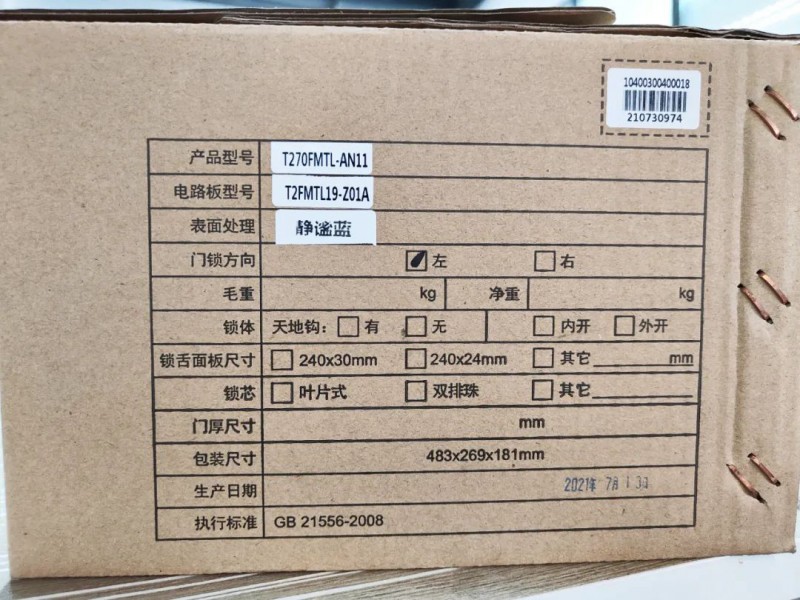 10400300400018
210730974
产品型号 T270FMTL-AN11
电路板型号 T2FMTL19-Z01A
表面处理 静谧蓝
门锁方向 左 右
毛重 kg 净重 kg
锁体 天地钩： 有 无 内开 外开
锁舌面板尺寸 240x30mm 240x24mm 其它 mm
锁芯 叶片式 双排珠 其它
门厚尺寸 mm
包装尺寸 483x269x181mm
生产日期 2021年 7月
执行标准 GB 21556-2008